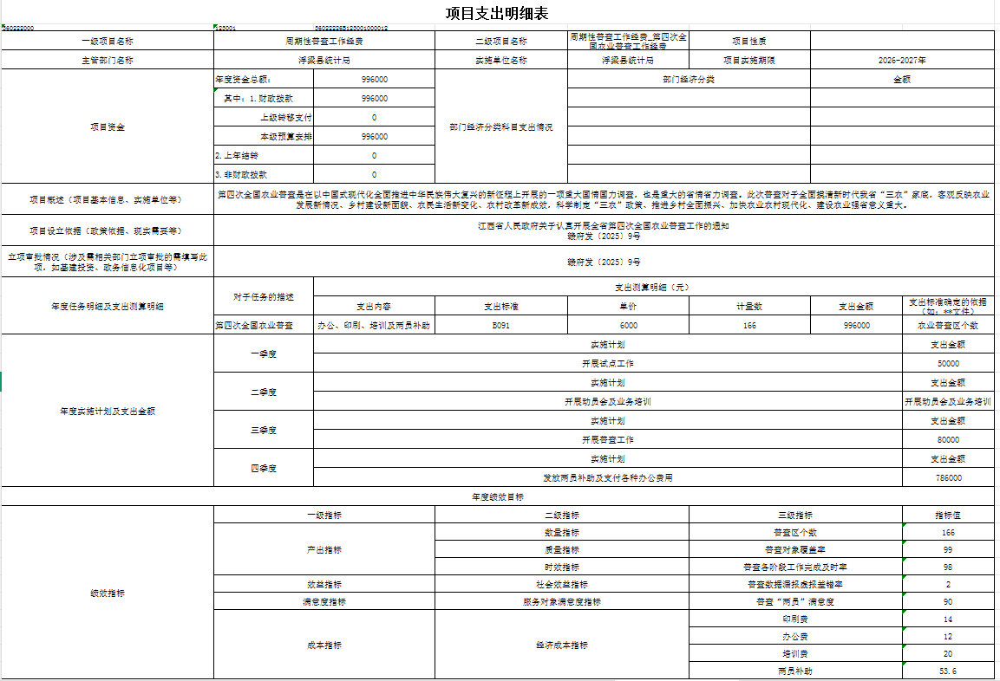 项目支出明细表
360222000 123001 36022226B123001000012
一级项目名称 周期性普查工作经费 二级项目名称 周期性普查工作经费_第四次全国农业普查工作经费 项目性质
主管部门名称 浮梁县统计局 实施单位名称 浮梁县统计局 项目实施期限 2026-2027年
项目资金 年度资金总额： 996000 部门经济分类科目支出情况 部门经济分类 金额
其中：1.财政拨款 996000
上级转移支付 0
本级预算安排 996000
2.上年结转 0
3.非财政拨款 0
项目概述（项目基本信息、实施单位等） 第四次全国农业普查是在以中国式现代化全面推进中华民族伟大复兴的新征程上开展的一项重大国情国力调查，也是重大的省情省力调查。此次普查对于全面摸清新时代我省“三农”家底，客观反映农业
发展新情况、乡村建设新面貌、农民生活新变化、农村改革新成效，科学制定“三农”政策、推进乡村全面振兴、加快农业农村现代化、建设农业强省意义重大。
项目设立依据（政策依据、现实需要等） 江西省人民政府关于认真开展全省第四次全国农业普查工作的通知
赣府发〔2025〕9号
立项审批情况（涉及需相关部门立项审批的需填写此
项，如基建投资、政务信息化项目等） 赣府发〔2025〕9号
年度任务明细及支出测算明细 对于任务的描述 支出测算明细（元）
支出内容 支出标准 单价 计量数 支出金额 支出标准确定的依据（如：**文件）
第四次全国农业普查 办公、印刷、培训及两员补助 B091 6000 166 996000 农业普查区个数
年度实施计划及支出金额 一季度 实施计划 支出金额
开展试点工作 50000
二季度 实施计划 支出金额
开展动员会及业务培训 开展动员会及业务培训
三季度 实施计划 支出金额
开展普查工作 80000
四季度 实施计划 支出金额
发放两员补助及支付各种办公费用 786000
年度绩效目标
绩效指标 一级指标 二级指标 三级指标 指标值
产出指标 数量指标 普查区个数 166
质量指标 普查对象覆盖率 99
时效指标 普查各阶段工作完成及时率 98
效益指标 社会效益指标 普查数据漏报虚报差错率 2
满意度指标 服务对象满意度指标 普查“两员”满意度 90
成本指标 经济成本指标 印刷费 14
办公费 12
培训费 20
两员补助 53.6